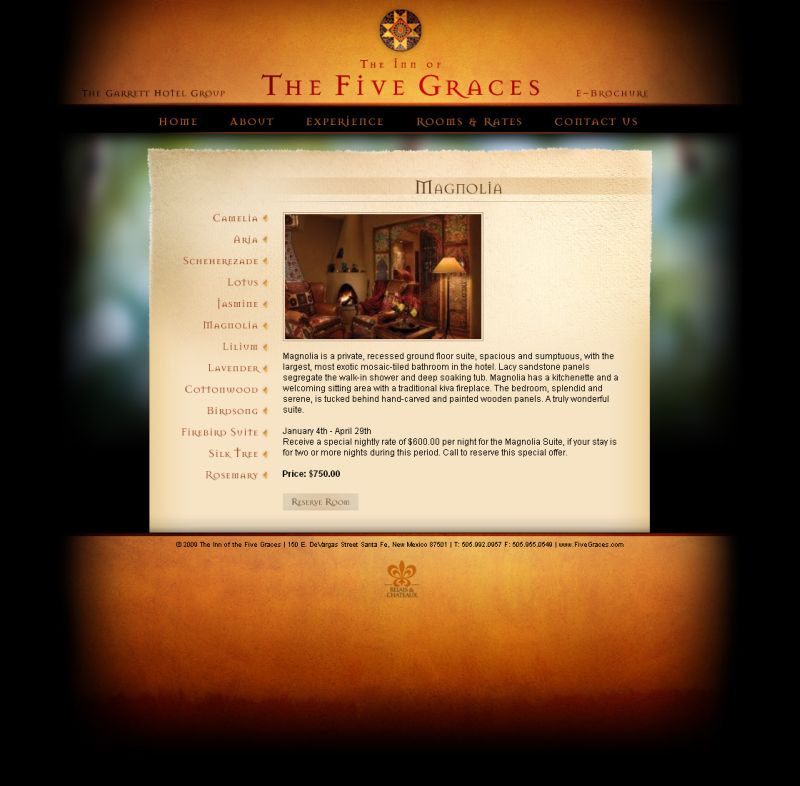 The Inn of
The Five Graces
The Garrett Hotel Group
E-Brochure
Home About Experience Rooms & Rates Contact Us
Magnolia
Camelia
Aria
Scheherezade
Lotus
Jasmine
Magnolia
Lilium
Lavender
Cottonwood
Birdsong
Firebird Suite
Silk Tree
Rosemary
Magnolia is a private, recessed ground floor suite, spacious and sumptuous, with the
largest, most exotic mosaic-tiled bathroom in the hotel. Lacy sandstone panels
segregate the walk-in shower and deep soaking tub. Magnolia has a kitchenette and a
welcoming sitting area with a traditional kiva fireplace. The bedroom, splendid and
serene, is tucked behind hand-carved and painted wooden panels. A truly wonderful
suite.
January 4th - April 29th
Receive a special nightly rate of $600.00 per night for the Magnolia Suite, if your stay is
for two or more nights during this period. Call to reserve this special offer.
Price: $750.00
Reserve Room
© 2009 The Inn of the Five Graces | 150 E. DeVargas Street Santa Fe, New Mexico 87501 | T: 505.992.0957 F: 505.955.0549 | www.FiveGraces.com
RELAIS &
CHATEAUX